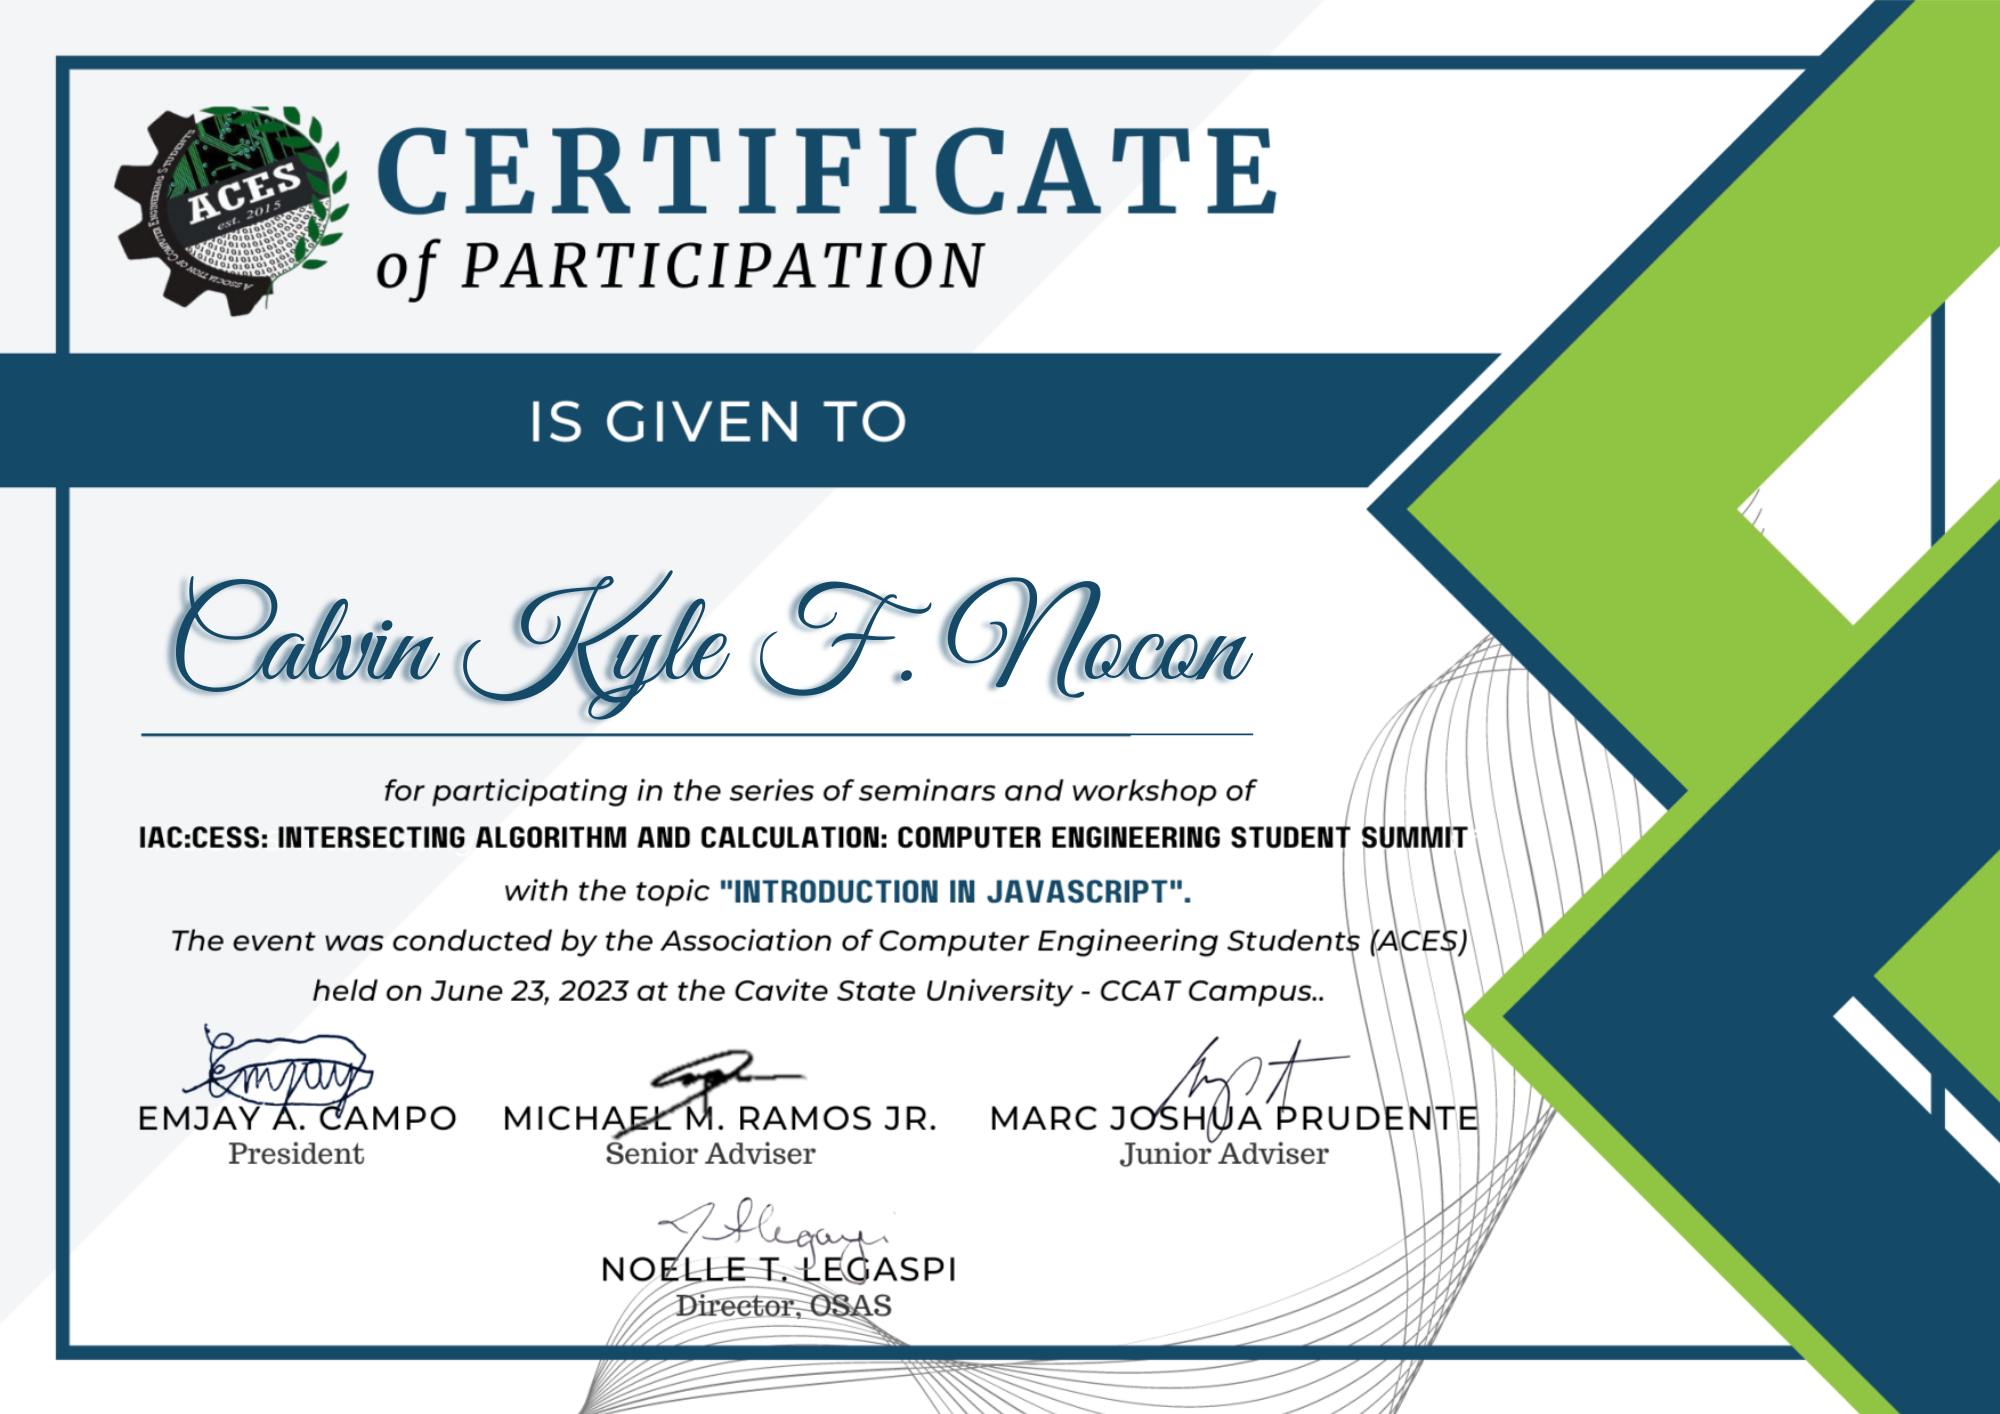 ACES
est. 2015
ASSOCIATION OF COMPUTER ENGINEERING STUDENTS
CERTIFICATE
of PARTICIPATION
IS GIVEN TO
Calvin Kyle F. Nocon
for participating in the series of seminars and workshop of
IAC:CESS: INTERSECTING ALGORITHM AND CALCULATION: COMPUTER ENGINEERING STUDENT SUMMIT
with the topic "INTRODUCTION IN JAVASCRIPT".
The event was conducted by the Association of Computer Engineering Students (ACES)
held on June 23, 2023 at the Cavite State University - CCAT Campus..
Emjay
EMJAY A. CAMPO MICHAEL M. RAMOS JR. MARC JOSHUA PRUDENTE
President Senior Adviser Junior Adviser
NOELLE T. LEGASPI
Director, OSAS